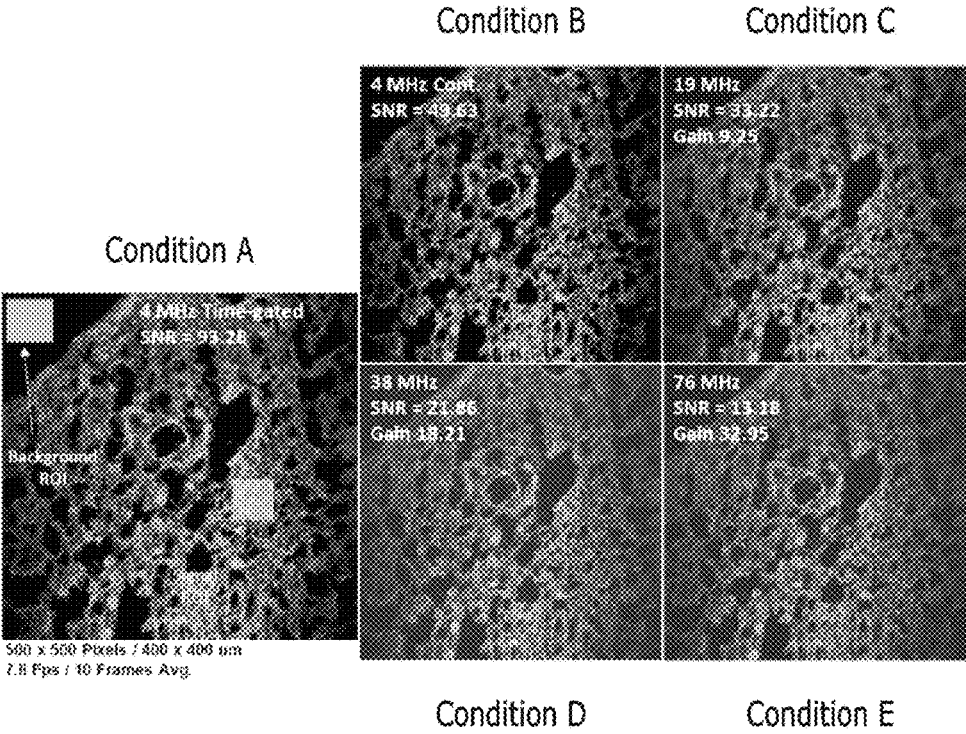 Condition B
Condition C
4 MHz Cont.
SNR = 49.63
19 MHz
SNR = 33.22
Gain 9.25
Condition A
4 MHz Time-gated
SNR = 93.28
Background
ROI
38 MHz
SNR = 21.86
Gain 18.21
76 MHz
SNR = 13.18
Gain 32.95
500 x 500 Pixels / 400 x 400 um
7.8 Fps / 10 Frames Avg.
Condition D
Condition E